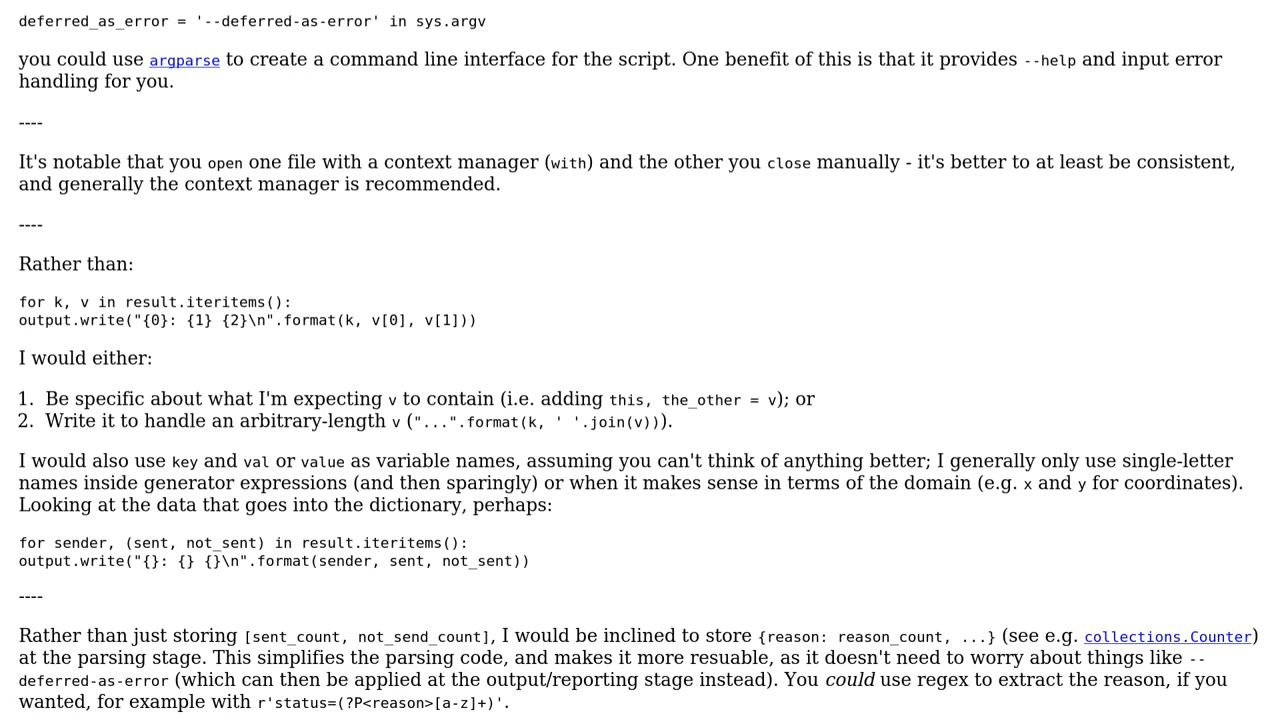 deferred_as_error = '--deferred-as-error' in sys.argv
you could use argparse to create a command line interface for the script. One benefit of this is that it provides --help and input error
handling for you.
----
It's notable that you open one file with a context manager (with) and the other you close manually - it's better to at least be consistent,
and generally the context manager is recommended.
----
Rather than:
for k, v in result.iteritems():
output.write("{0}: {1} {2}\n".format(k, v[0], v[1]))
I would either:
1. Be specific about what I'm expecting v to contain (i.e. adding this, the_other = v); or
2. Write it to handle an arbitrary-length v ("...".format(k, ' '.join(v))).
I would also use key and val or value as variable names, assuming you can't think of anything better; I generally only use single-letter
names inside generator expressions (and then sparingly) or when it makes sense in terms of the domain (e.g. x and y for coordinates).
Looking at the data that goes into the dictionary, perhaps:
for sender, (sent, not_sent) in result.iteritems():
output.write("{}: {} {}\n".format(sender, sent, not_sent))
----
Rather than just storing [sent_count, not_send_count], I would be inclined to store {reason: reason_count, ...} (see e.g. collections.Counter)
at the parsing stage. This simplifies the parsing code, and makes it more resuable, as it doesn't need to worry about things like --
deferred-as-error (which can then be applied at the output/reporting stage instead). You could use regex to extract the reason, if you
wanted, for example with r'status=(?P<reason>[a-z]+)'.